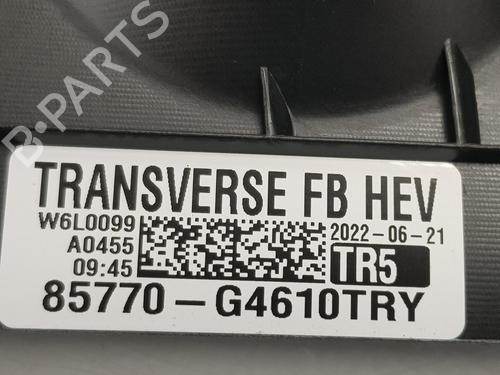 B-PARTS
TRANSVERSE FB HEV
W6L0099
A0455
09:45
2022-06-21
TR5
85770-G4610TRY